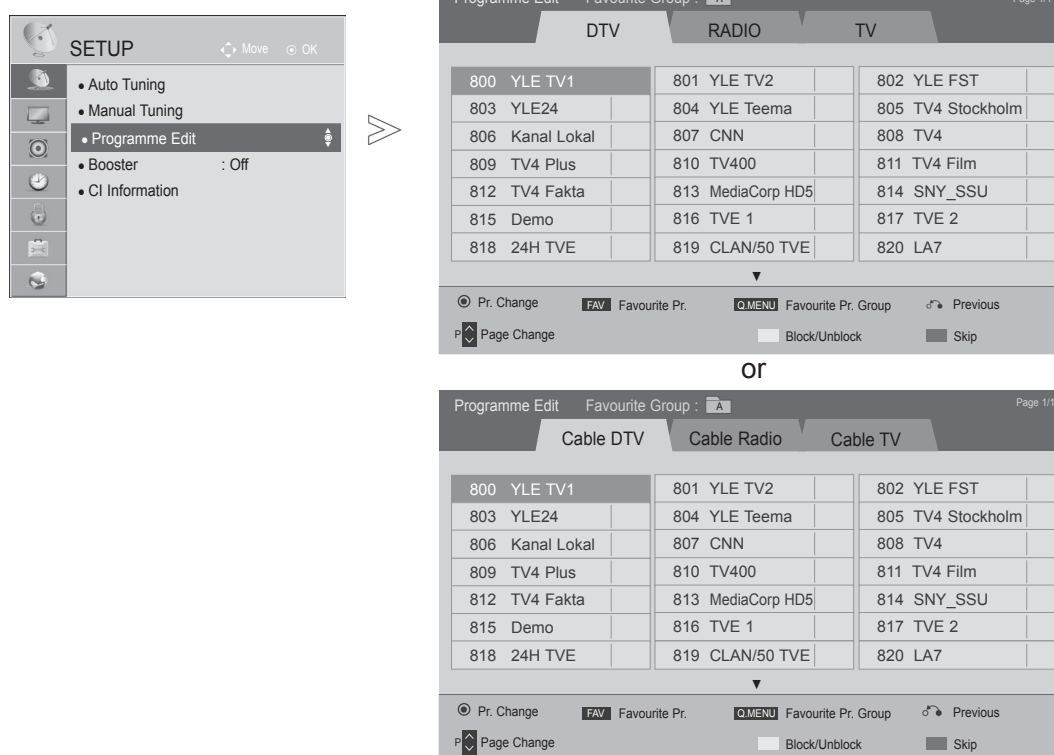 SETUP Move OK
Auto Tuning
Manual Tuning
Programme Edit
Booster : Off
CI Information
Programme Edit Favourite Group : A Page 1/1
DTV RADIO TV
800 YLE TV1 801 YLE TV2 802 YLE FST
803 YLE24 804 YLE Teema 805 TV4 Stockholm
806 Kanal Lokal 807 CNN 808 TV4
809 TV4 Plus 810 TV400 811 TV4 Film
812 TV4 Fakta 813 MediaCorp HD5 814 SNY_SSU
815 Demo 816 TVE 1 817 TVE 2
818 24H TVE 819 CLAN/50 TVE 820 LA7
Pr. Change FAV Favourite Pr. Q.MENU Favourite Pr. Group Previous
P Page Change Block/Unblock Skip
or
Programme Edit Favourite Group : A Page 1/1
Cable DTV Cable Radio Cable TV
800 YLE TV1 801 YLE TV2 802 YLE FST
803 YLE24 804 YLE Teema 805 TV4 Stockholm
806 Kanal Lokal 807 CNN 808 TV4
809 TV4 Plus 810 TV400 811 TV4 Film
812 TV4 Fakta 813 MediaCorp HD5 814 SNY_SSU
815 Demo 816 TVE 1 817 TVE 2
818 24H TVE 819 CLAN/50 TVE 820 LA7
Pr. Change FAV Favourite Pr. Q.MENU Favourite Pr. Group Previous
P Page Change Block/Unblock Skip